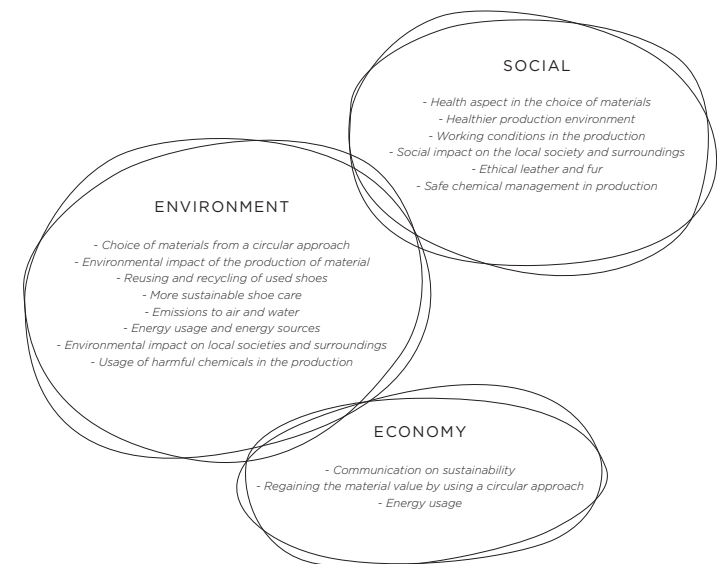 SOCIAL
- Health aspect in the choice of materials
- Healthier production environment
- Working conditions in the production
- Social impact on the local society and surroundings
- Ethical leather and fur
- Safe chemical management in production
ENVIRONMENT
- Choice of materials from a circular approach
- Environmental impact of the production of material
- Reusing and recycling of used shoes
- More sustainable shoe care
- Emissions to air and water
- Energy usage and energy sources
- Environmental impact on local societies and surroundings
- Usage of harmful chemicals in the production
ECONOMY
- Communication on sustainability
- Regaining the material value by using a circular approach
- Energy usage